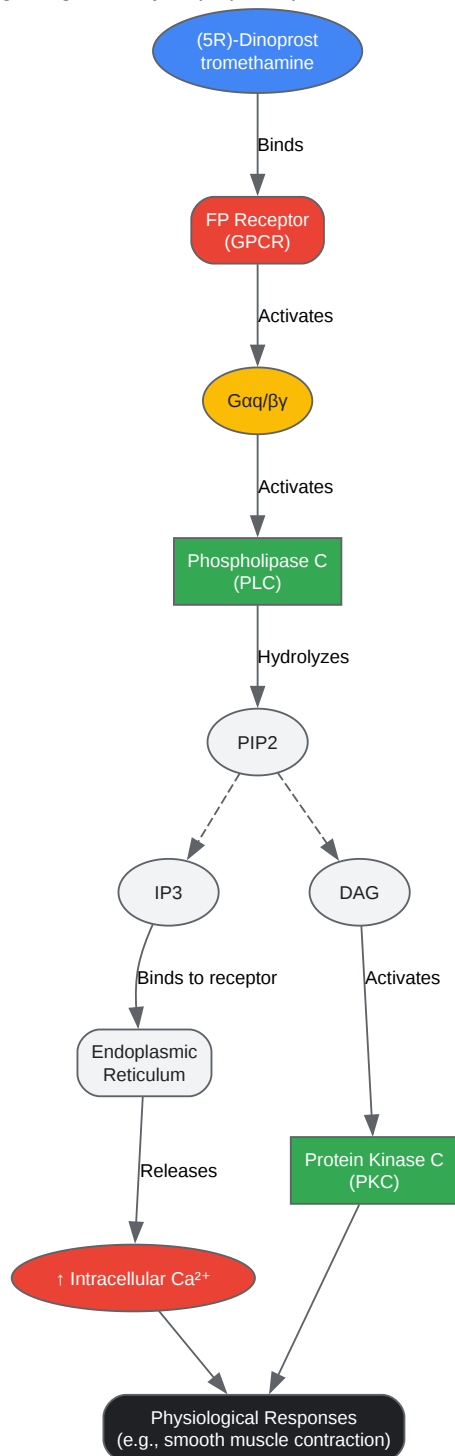 (5R)-Dinoprost
tromethamine
Binds
FP Receptor
(GPCR)
Activates
Gαq/βγ
Activates
Phospholipase C
(PLC)
Hydrolyzes
PIP2
IP3
DAG
Binds to receptor
Activates
Endoplasmic
Reticulum
Releases
Protein Kinase C
(PKC)
↑ Intracellular Ca²⁺
Physiological Responses
(e.g., smooth muscle contraction)